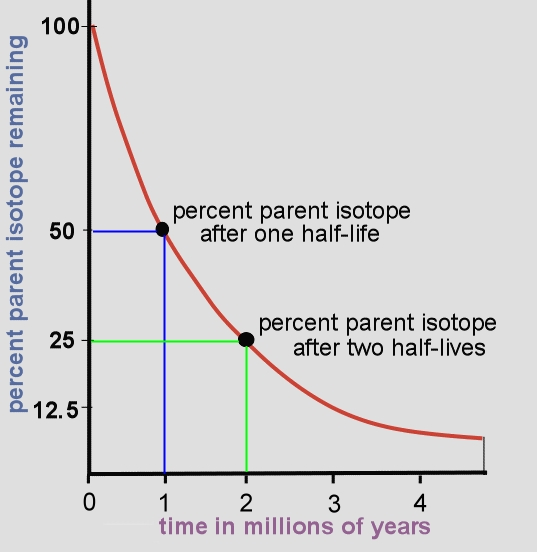 percent parent isotope remaining
100
50
25
12.5
percent parent isotope
after one half-life
percent parent isotope
after two half-lives
0 1 2 3 4
time in millions of years